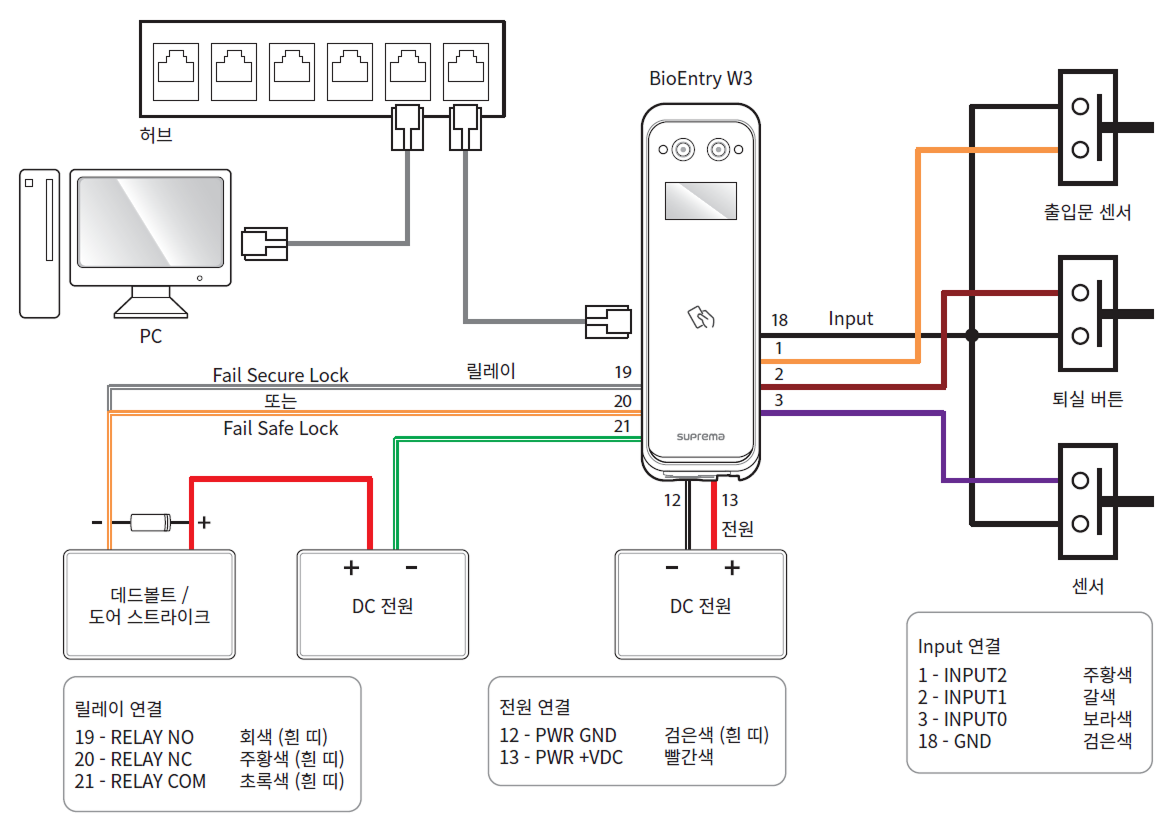 BioEntry W3
허브
출입문 센서
PC
18
Input
1
2
3
퇴실 버튼
Fail Secure Lock
릴레이
19
또는
20
Fail Safe Lock
21
suprema
12
13
전원
- +
+ -
- +
데드볼트 /
도어 스트라이크
DC 전원
DC 전원
센서
릴레이 연결
19 - RELAY NO 회색 (흰 띠)
20 - RELAY NC 주황색 (흰 띠)
21 - RELAY COM 초록색 (흰 띠)
전원 연결
12 - PWR GND 검은색 (흰 띠)
13 - PWR +VDC 빨간색
Input 연결
1 - INPUT2 주황색
2 - INPUT1 갈색
3 - INPUT0 보라색
18 - GND 검은색